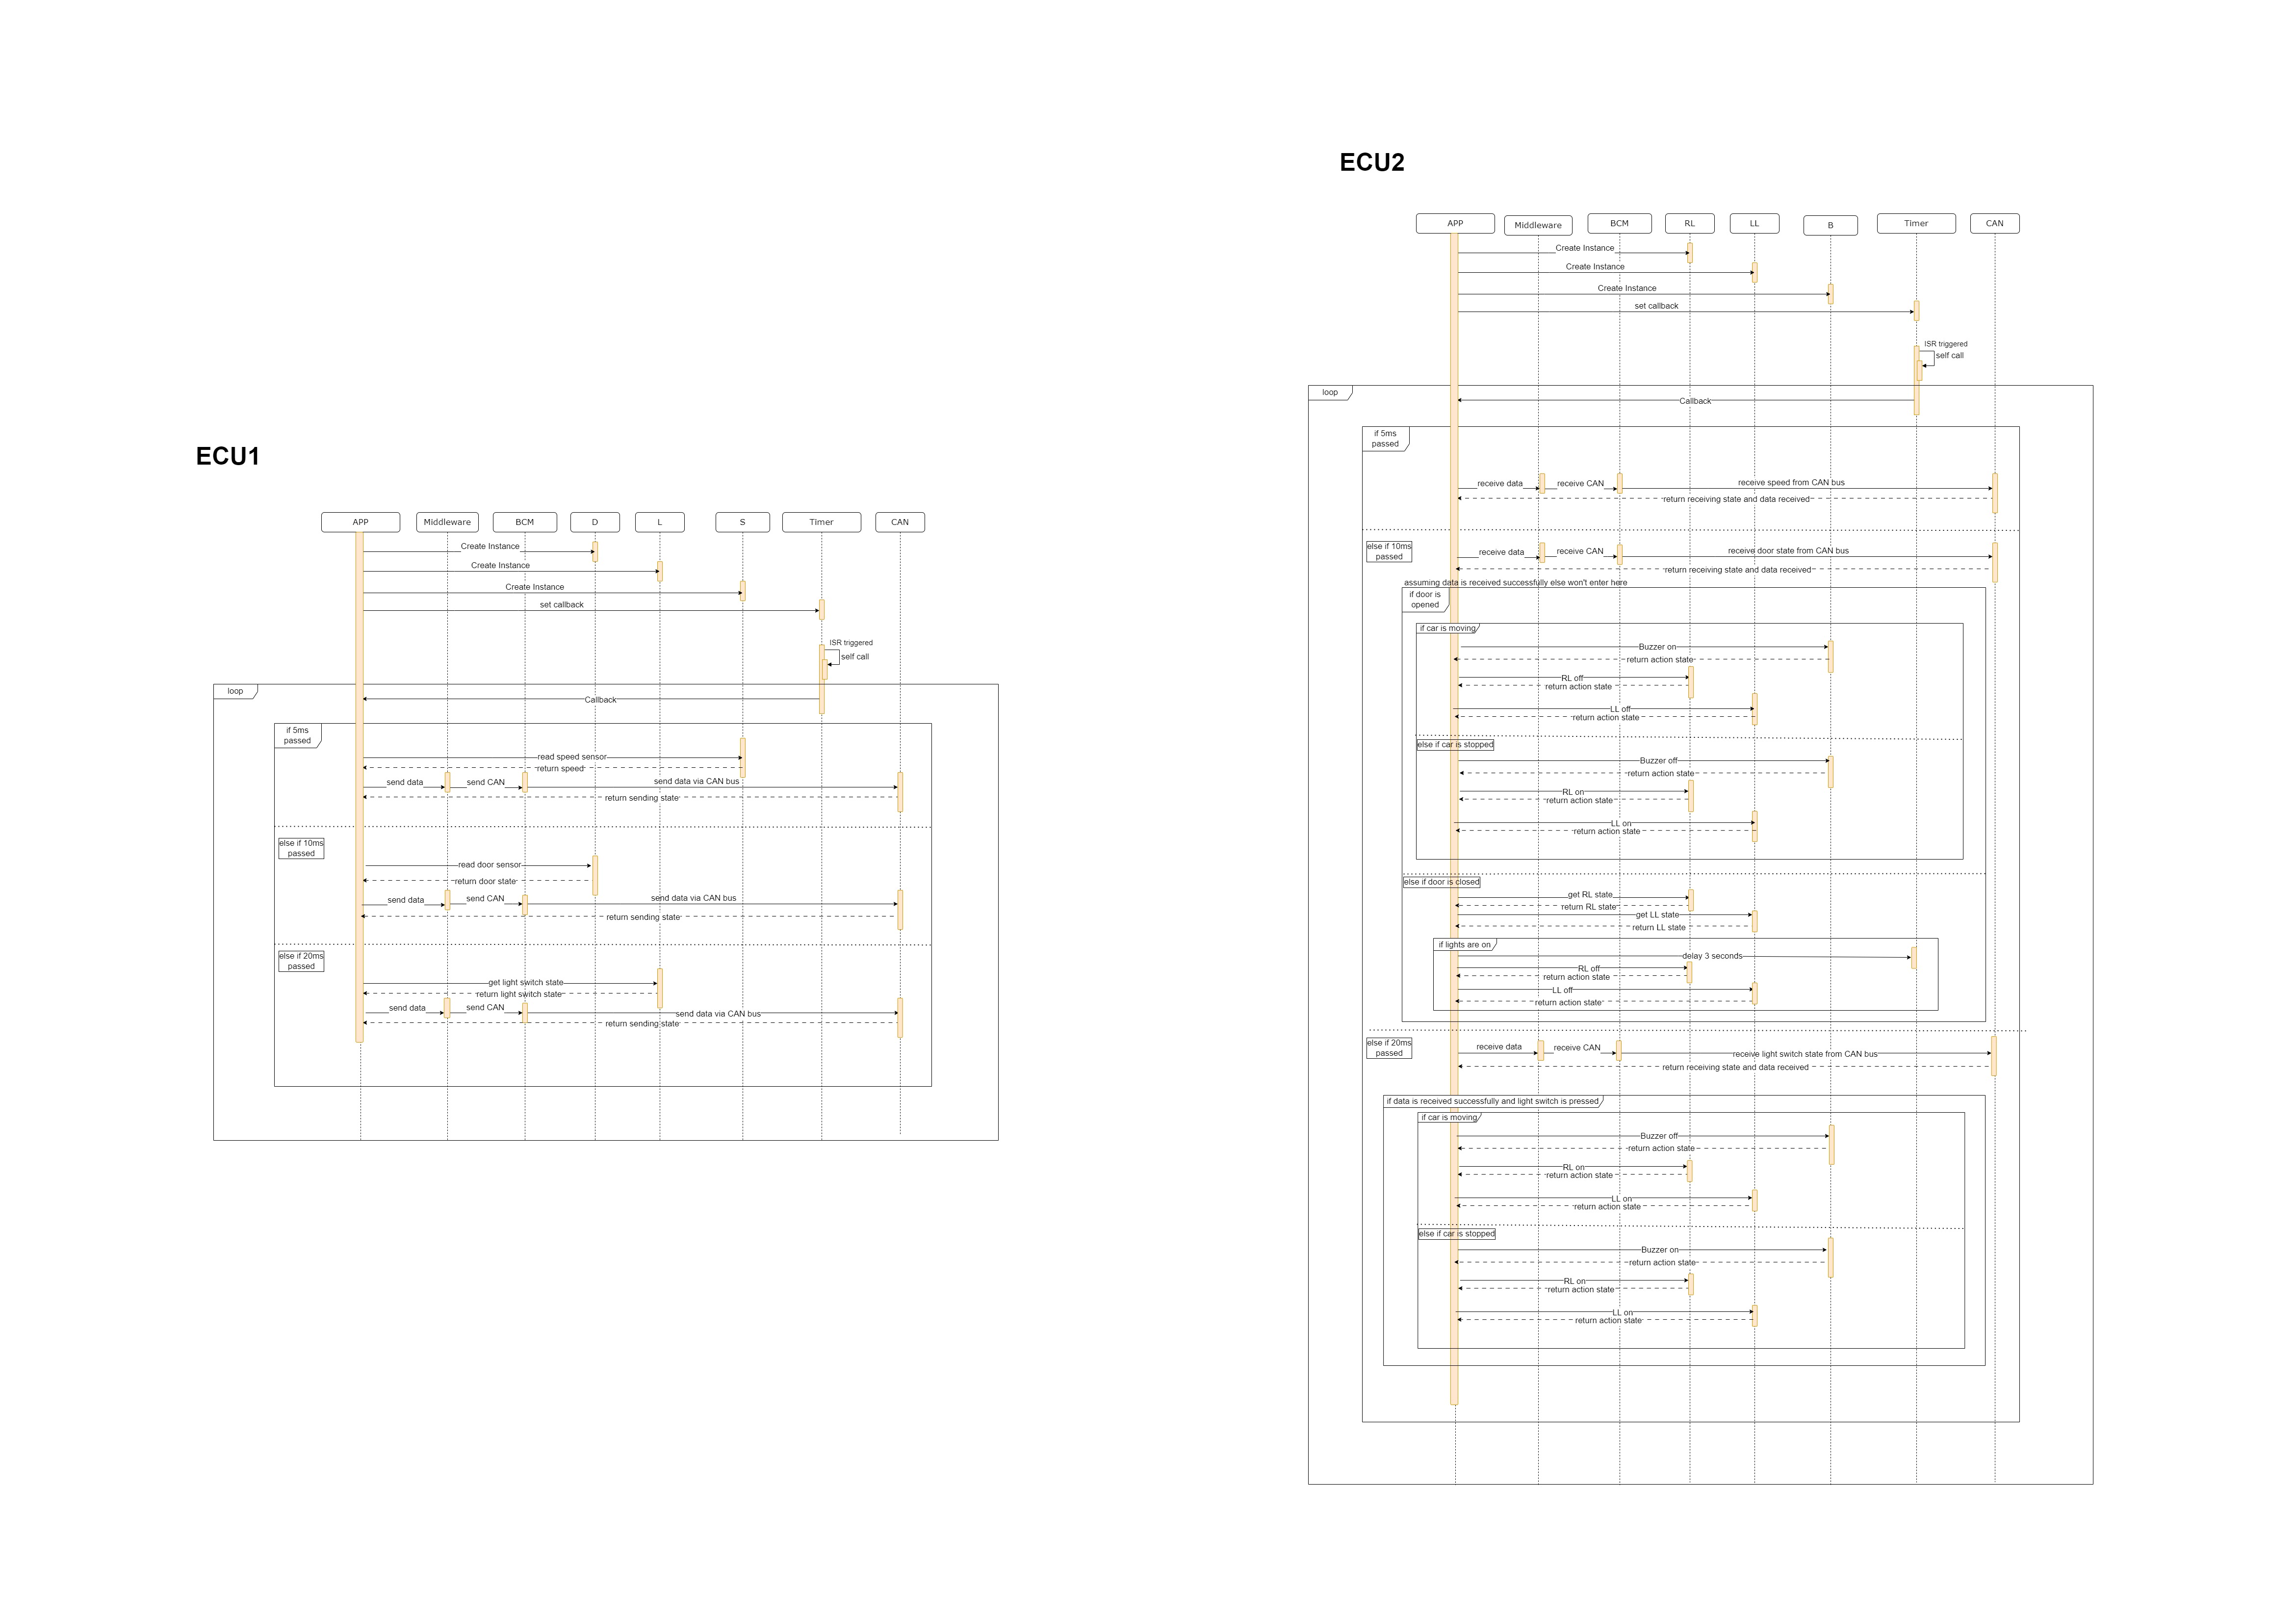 ECU1
APP
Middleware
BCM
D
L
S
Timer
CAN
Create Instance
Create Instance
Create Instance
set callback
ISR triggered
self call
loop
Callback
if 5ms
passed
read speed sensor
return speed
send data
send CAN
send data via CAN bus
return sending state
else if 10ms
passed
read door sensor
return door state
send data
send CAN
send data via CAN bus
return sending state
else if 20ms
passed
get light switch state
return light switch state
send data
send CAN
send data via CAN bus
return sending state
ECU2
APP
Middleware
BCM
RL
LL
B
Timer
CAN
Create Instance
Create Instance
Create Instance
set callback
ISR triggered
self call
loop
Callback
if 5ms
passed
receive data
receive CAN
receive speed from CAN bus
return receiving state and data received
else if 10ms
passed
receive data
receive CAN
receive door state from CAN bus
return receiving state and data received
assuming data is received successfully else won't enter here
if door is
opened
if car is moving
Buzzer on
return action state
RL off
return action state
LL off
return action state
else if car is stopped
Buzzer off
return action state
RL on
return action state
LL on
return action state
else if door is closed
get RL state
return RL state
get LL state
return LL state
if lights are on
delay 3 seconds
RL off
return action state
LL off
return action state
else if 20ms
passed
receive data
receive CAN
receive light switch state from CAN bus
return receiving state and data received
if data is received successfully and light switch is pressed
if car is moving
Buzzer off
return action state
RL on
return action state
LL on
return action state
else if car is stopped
Buzzer on
return action state
RL on
return action state
LL on
return action state